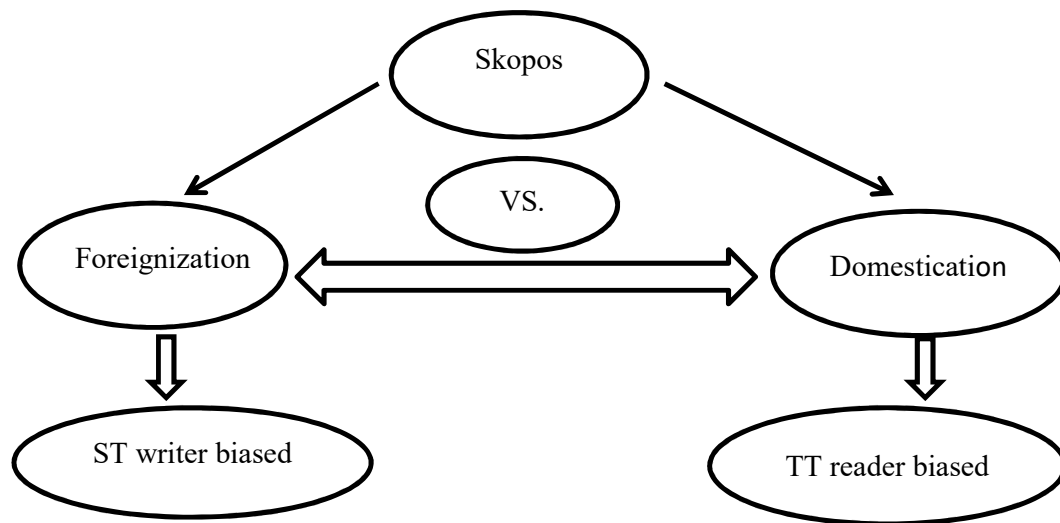 Skopos
VS.
Foreignization
Domestication
ST writer biased
TT reader biased